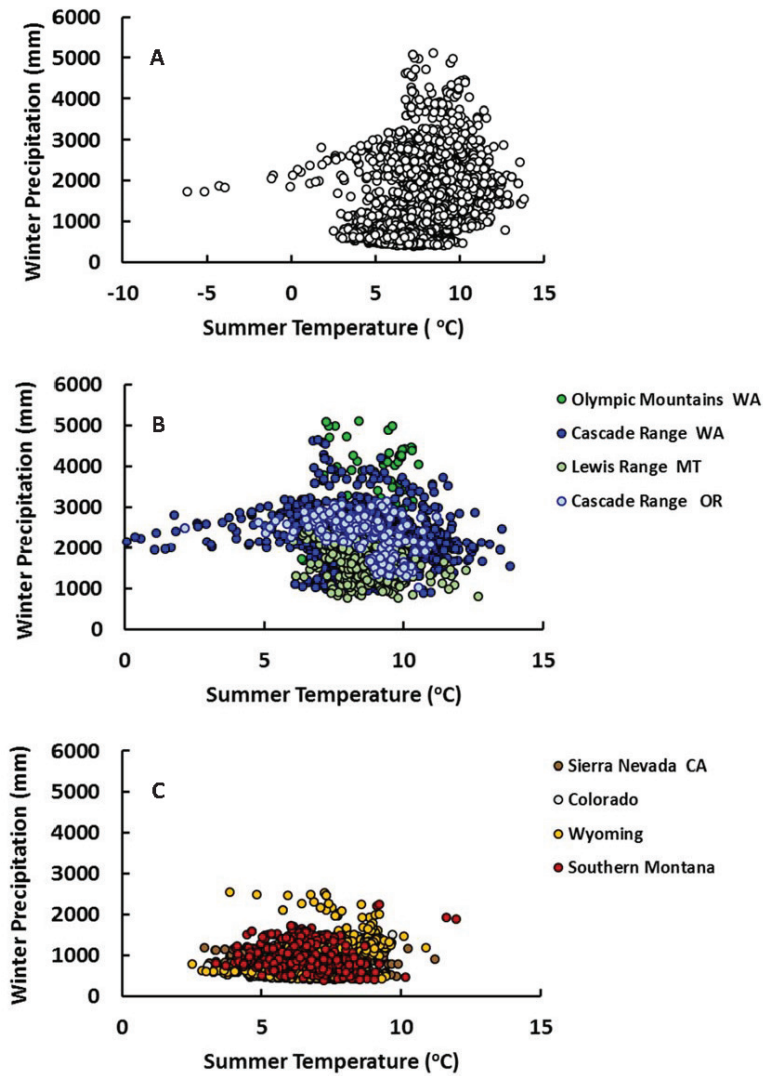 A
Winter Precipitation (mm)
6000
5000
4000
3000
2000
1000
0
-10 -5 0 5 10 15
Summer Temperature ( °C)
B
Winter Precipitation (mm)
6000
5000
4000
3000
2000
1000
0
0 5 10 15
Summer Temperature (°C)
Olympic Mountains WA
Cascade Range WA
Lewis Range MT
Cascade Range OR
C
Winter Precipitation (mm)
6000
5000
4000
3000
2000
1000
0
0 5 10 15
Summer Temperature (°C)
Sierra Nevada CA
Colorado
Wyoming
Southern Montana